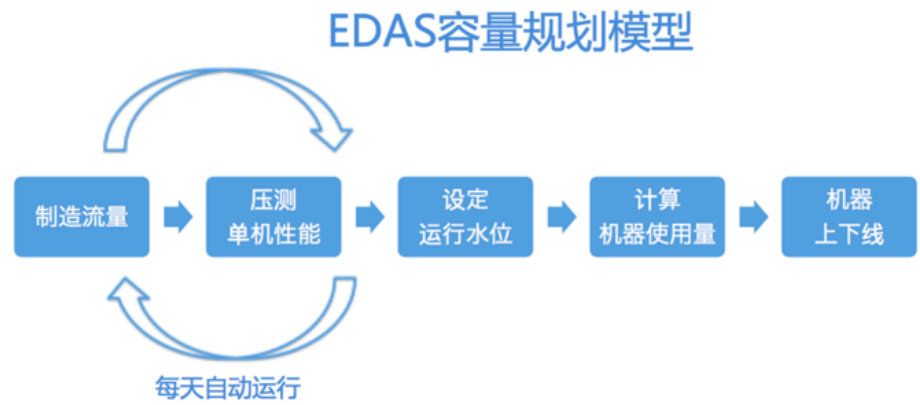 EDAS容量规划模型
制造流量
压测
单机性能
设定
运行水位
计算
机器使用量
机器
上下线
每天自动运行